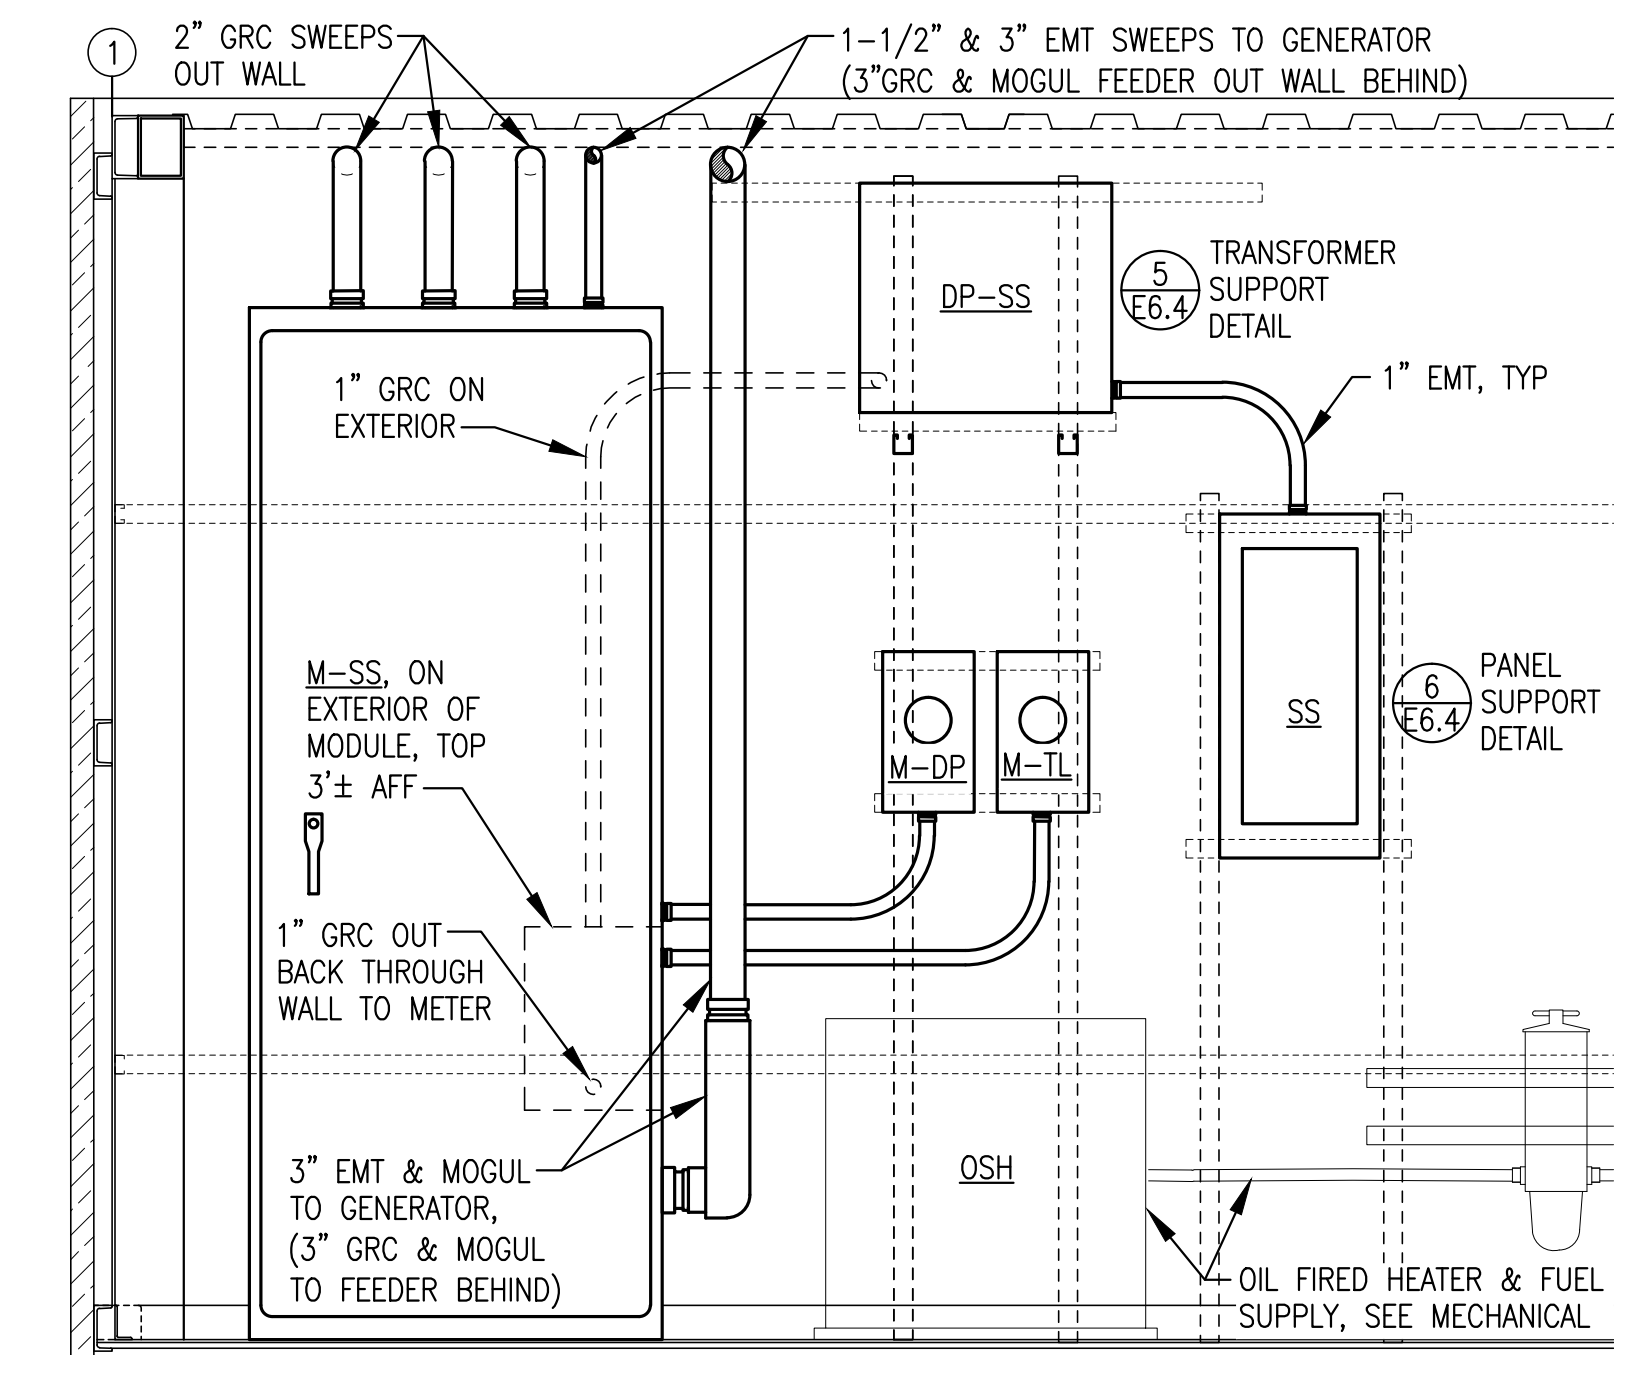 1
2” GRC SWEEPS
OUT WALL
1-1/2” & 3” EMT SWEEPS TO GENERATOR
(3”GRC & MOGUL FEEDER OUT WALL BEHIND)
DP-SS
5
E6.4
TRANSFORMER
SUPPORT
DETAIL
1” GRC ON
EXTERIOR
1” EMT, TYP
M-SS, ON
EXTERIOR OF
MODULE, TOP
3’± AFF
M-DP
M-TL
SS
6
E6.4
PANEL
SUPPORT
DETAIL
1” GRC OUT
BACK THROUGH
WALL TO METER
3” EMT & MOGUL
TO GENERATOR,
(3” GRC & MOGUL
TO FEEDER BEHIND)
OSH
OIL FIRED HEATER & FUEL
SUPPLY, SEE MECHANICAL